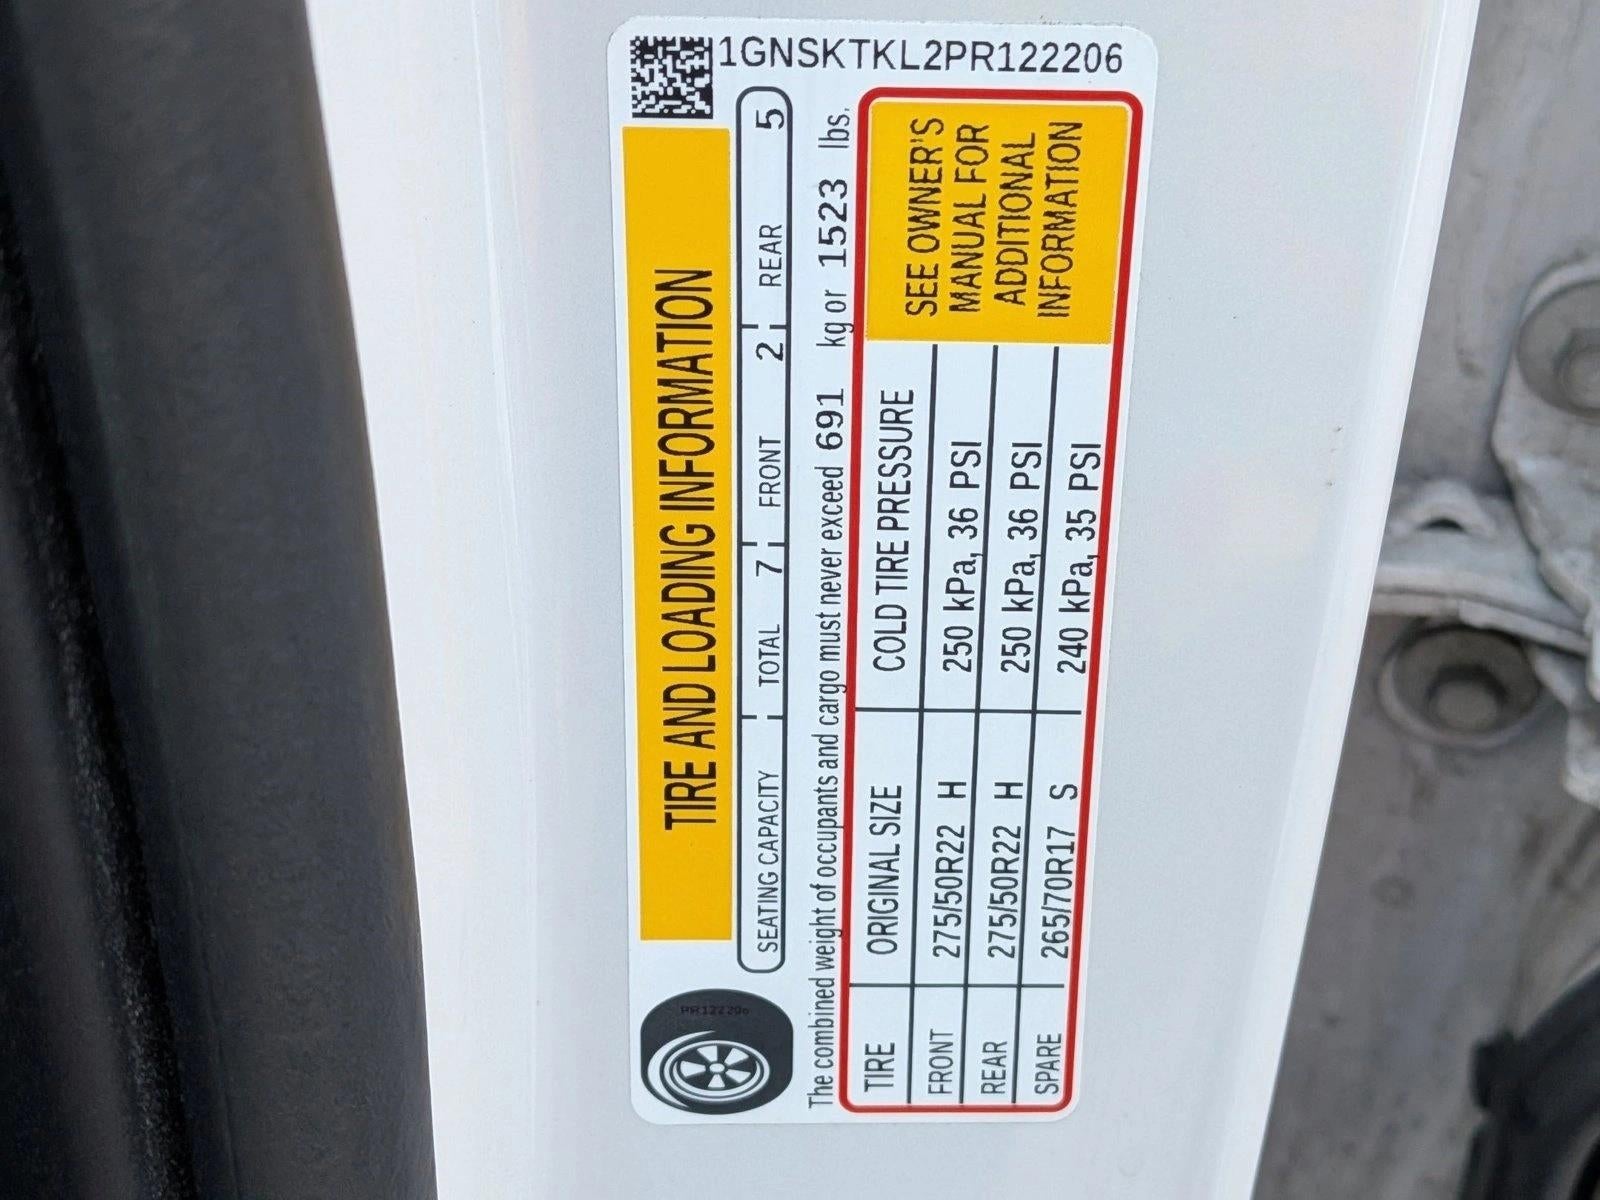 1GNSKTKL2PR122206
TIRE AND LOADING INFORMATION
SEATING CAPACITY TOTAL 7 FRONT 2 REAR 5
The combined weight of occupants and cargo must never exceed 691 kg or 1523 lbs.
TIRE ORIGINAL SIZE COLD TIRE PRESSURE
FRONT 275/50R22 H 250 kPa, 36 PSI
REAR 275/50R22 H 250 kPa, 36 PSI
SPARE 265/70R17 S 240 kPa, 35 PSI
SEE OWNER'S
MANUAL FOR
ADDITIONAL
INFORMATION
PR122206